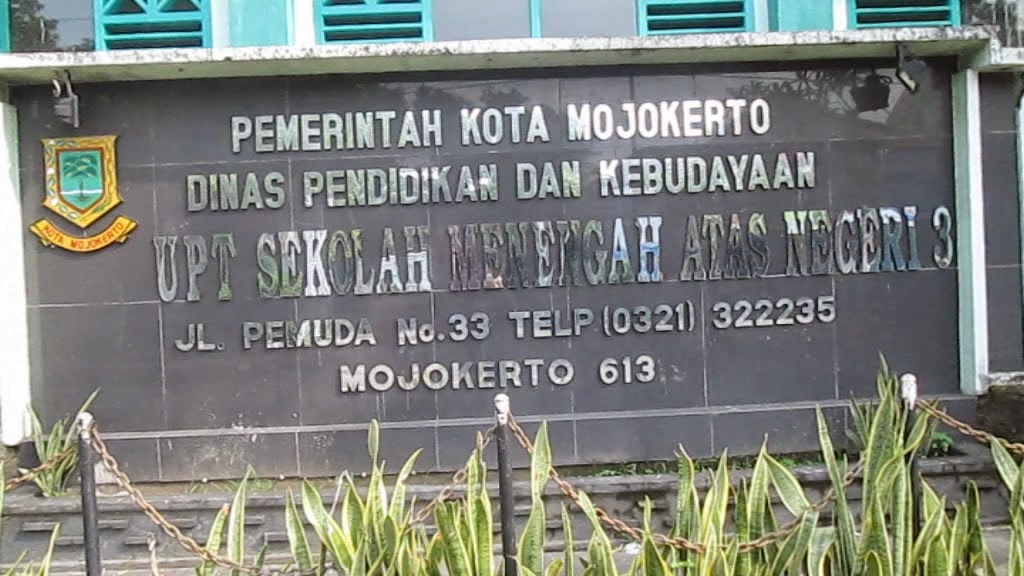 PEMERINTAH KOTA MOJOKERTO
DINAS PENDIDIKAN DAN KEBUDAYAAN
UPT SEKOLAH MENENGAH ATAS NEGERI 3
JL. PEMUDA No.33 TELP (0321) 322235
MOJOKERTO 613
KOTA MOJOKERTO